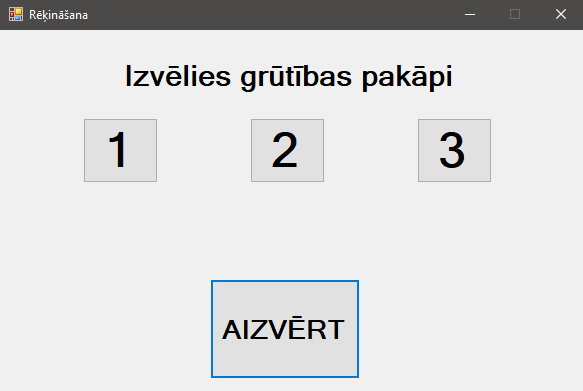 Rēķināšana
Izvēlies grūtības pakāpi
1 2 3
AIZVĒRT